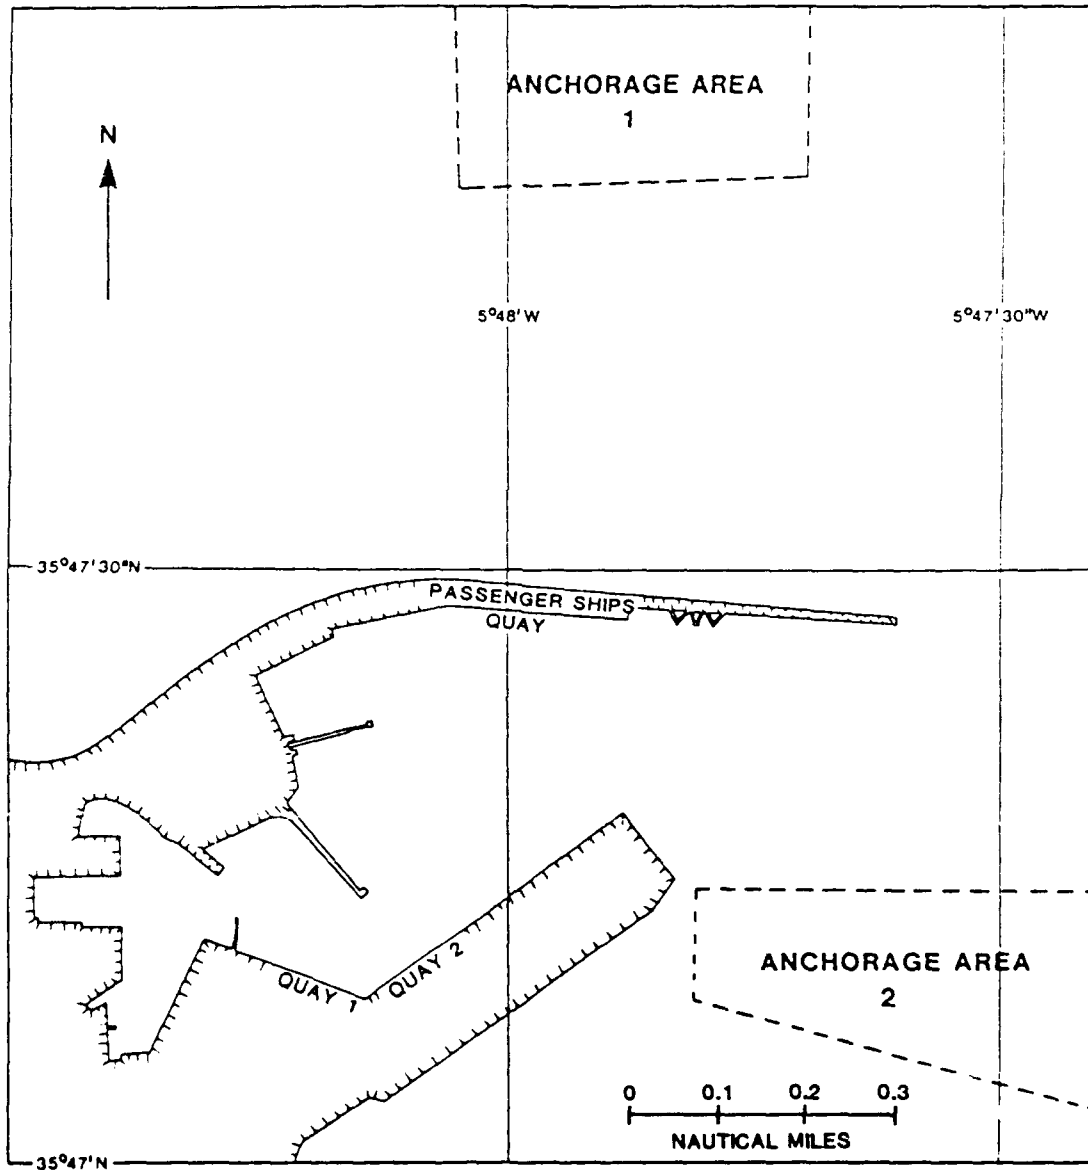 ANCHORAGE AREA
1
N
5°48'W
5°47'30"W
35°47'30"N
PASSENGER SHIPS
QUAY
QUAY 1
QUAY 2
ANCHORAGE AREA
2
0 0.1 0.2 0.3
NAUTICAL MILES
35°47'N